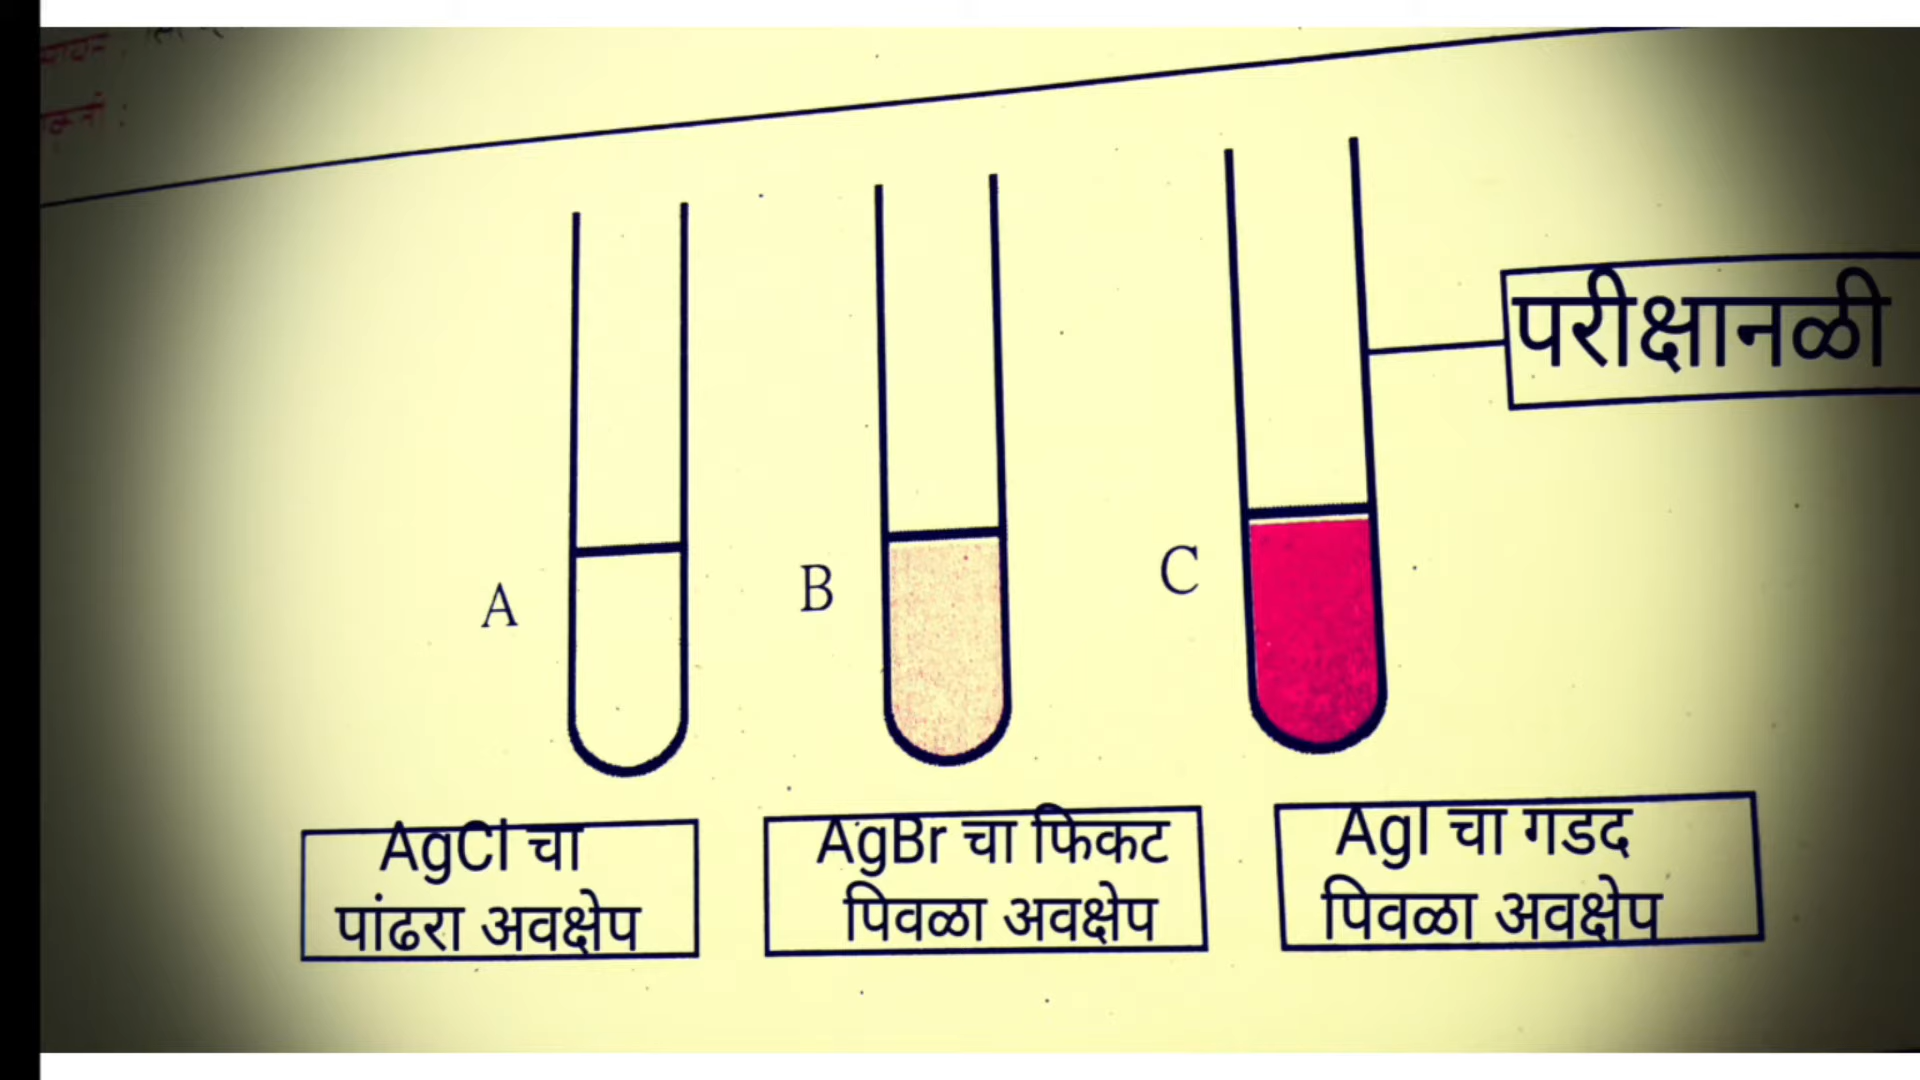 परीक्षानळी
A
B
C
AgCl चा
पांढरा अवक्षेप
AgBr चा फिकट
पिवळा अवक्षेप
AgI चा गडद
पिवळा अवक्षेप